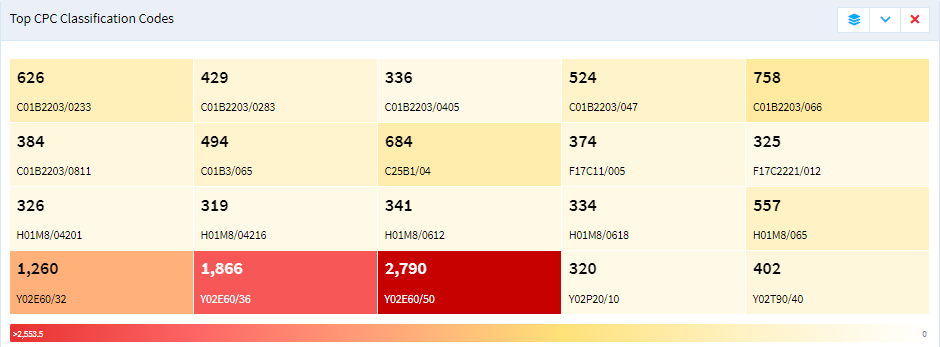 Top CPC Classification Codes
626 429 336 524 758
C01B2203/0233 C01B2203/0283 C01B2203/0405 C01B2203/047 C01B2203/066
384 494 684 374 325
C01B2203/0811 C01B3/065 C25B1/04 F17C11/005 F17C2221/012
326 319 341 334 557
H01M8/04201 H01M8/04216 H01M8/0612 H01M8/0618 H01M8/065
1,260 1,866 2,790 320 402
Y02E60/32 Y02E60/36 Y02E60/50 Y02P20/10 Y02T90/40
>2,553.5 0